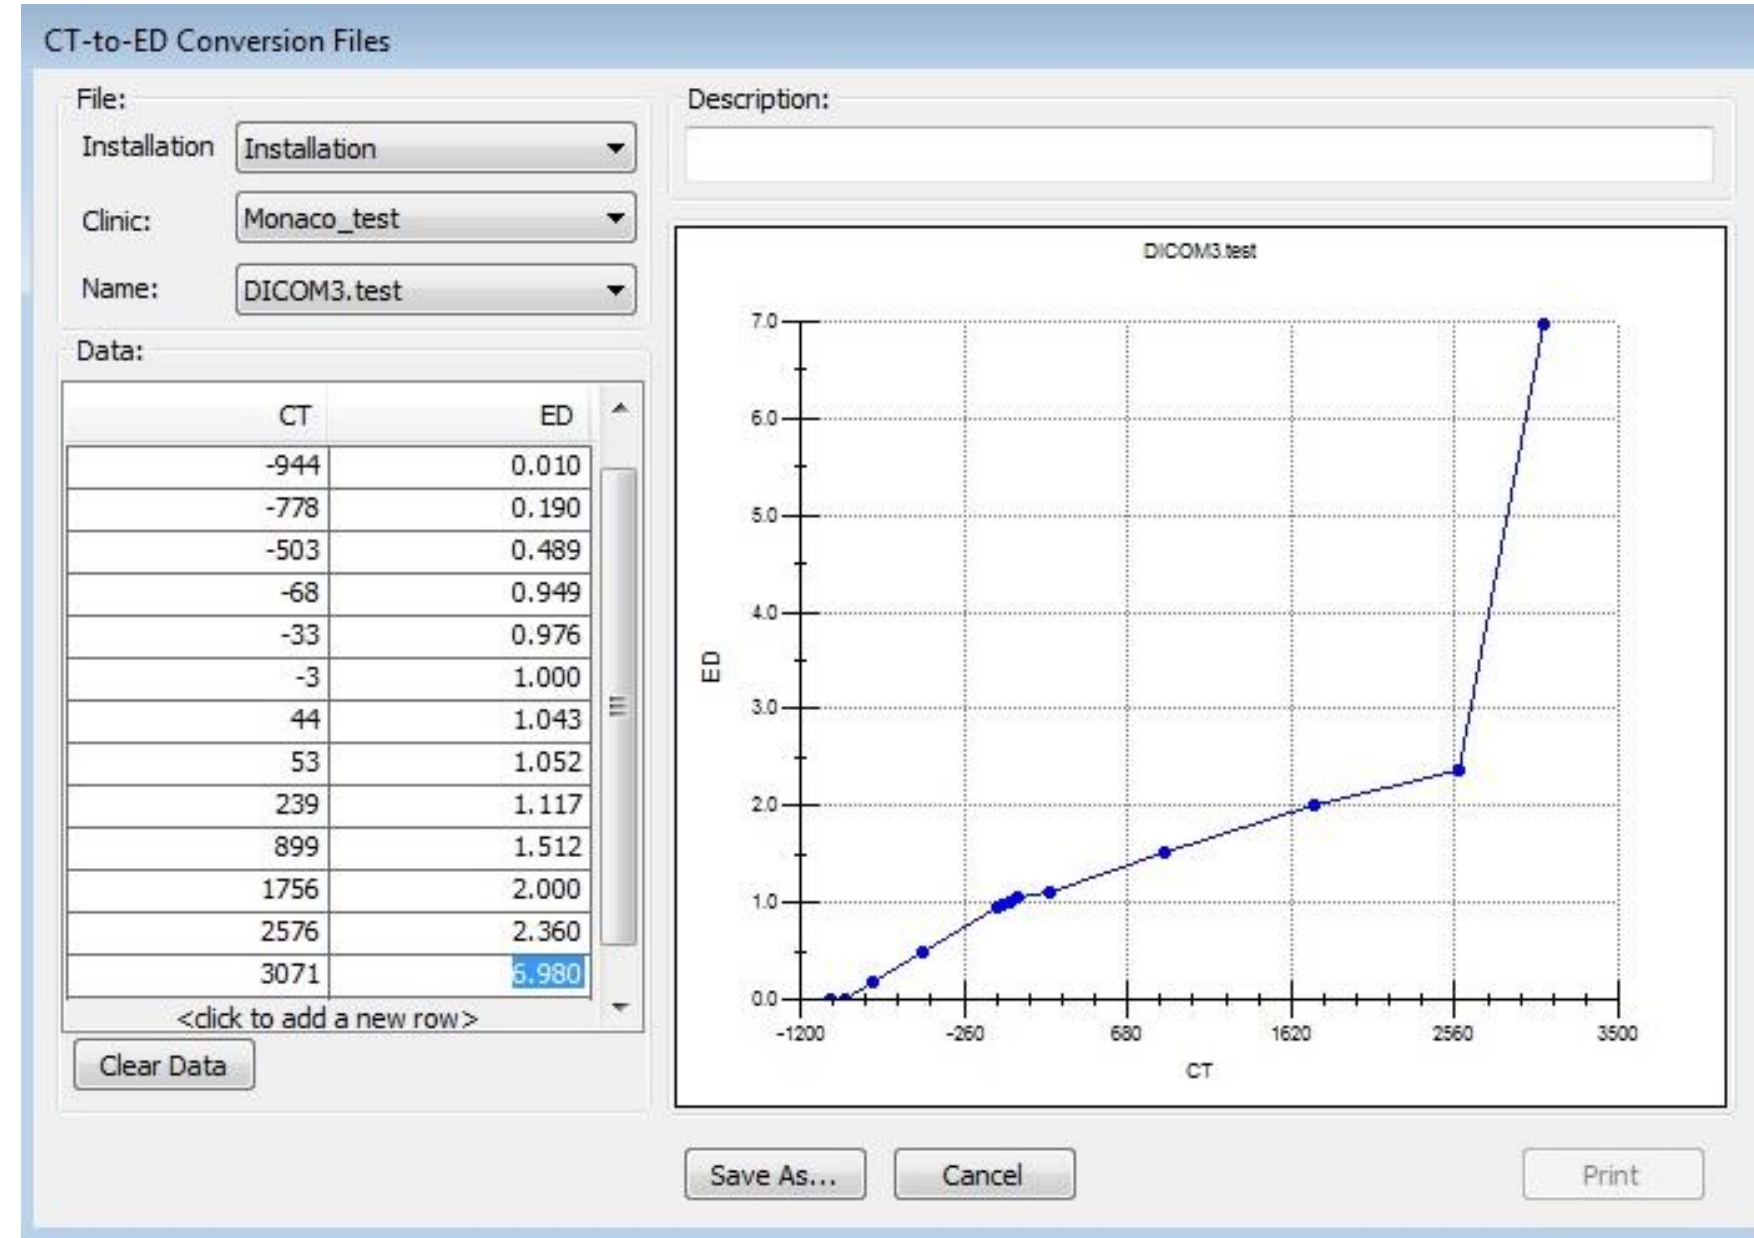 CT-to-ED Conversion Files
File:
Installation Installation
Clinic: Monaco_test
Name: DICOM3.test
Data:
CT ED
-944 0.010
-778 0.190
-503 0.489
-68 0.949
-33 0.976
-3 1.000
44 1.043
53 1.052
239 1.117
899 1.512
1756 2.000
2576 2.360
3071 6.980
<click to add a new row>
Clear Data
Description:
DICOM3.test
7.0
6.0
5.0
4.0
3.0
2.0
1.0
0.0
ED
-1200 -260 680 1620 2560 3500
CT
Save As... Cancel Print